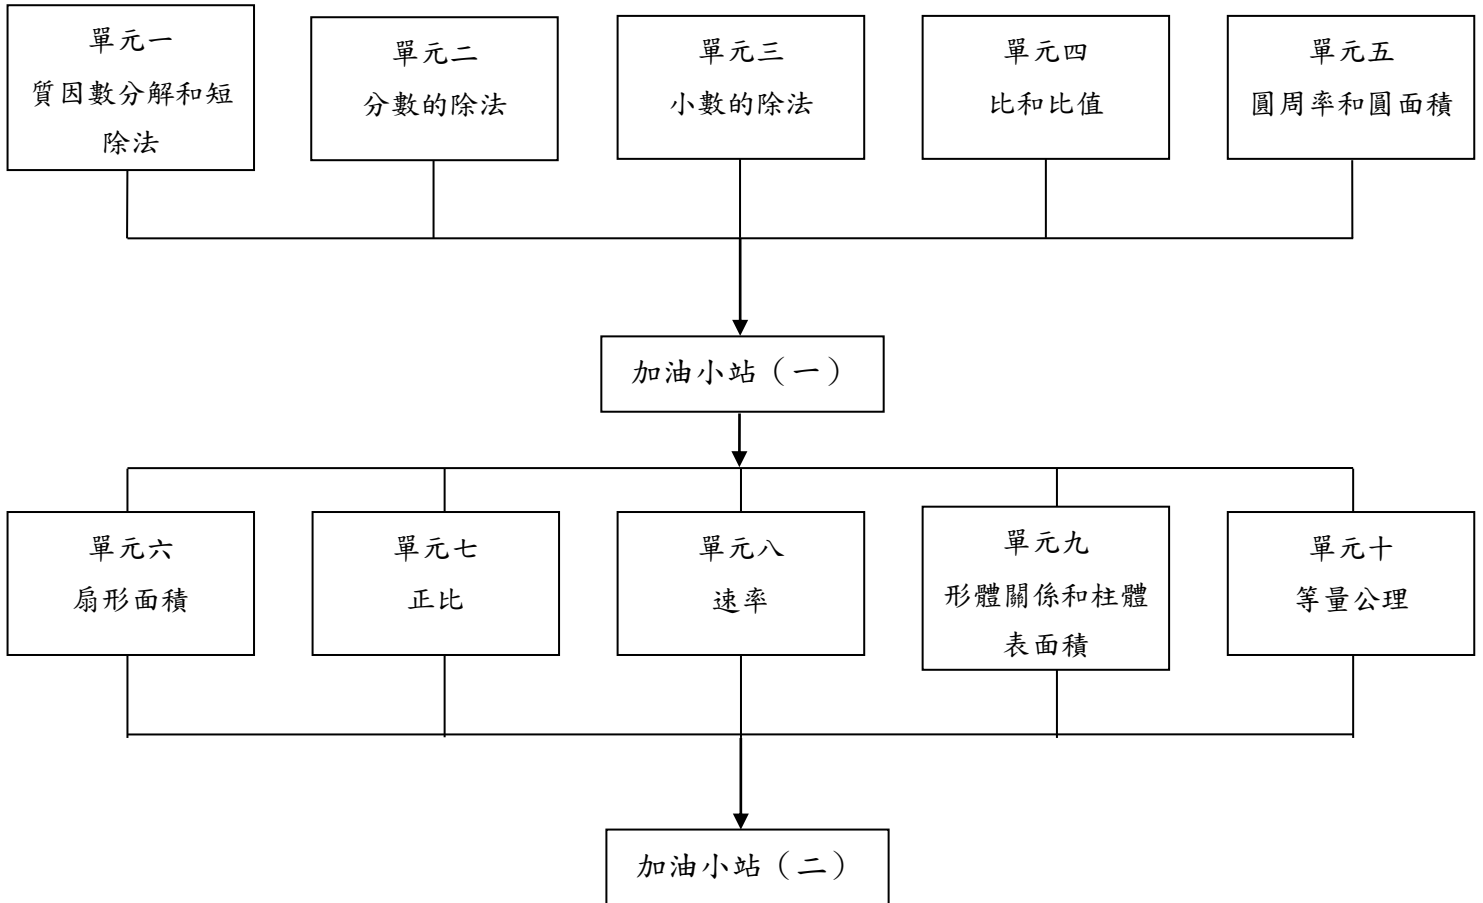 單元一
質因數分解和短
除法
單元二
分數的除法
單元三
小數的除法
單元四
比和比值
單元五
圓周率和圓面積
加油小站（一）
單元六
扇形面積
單元七
正比
單元八
速率
單元九
形體關係和柱體
表面積
單元十
等量公理
加油小站（二）